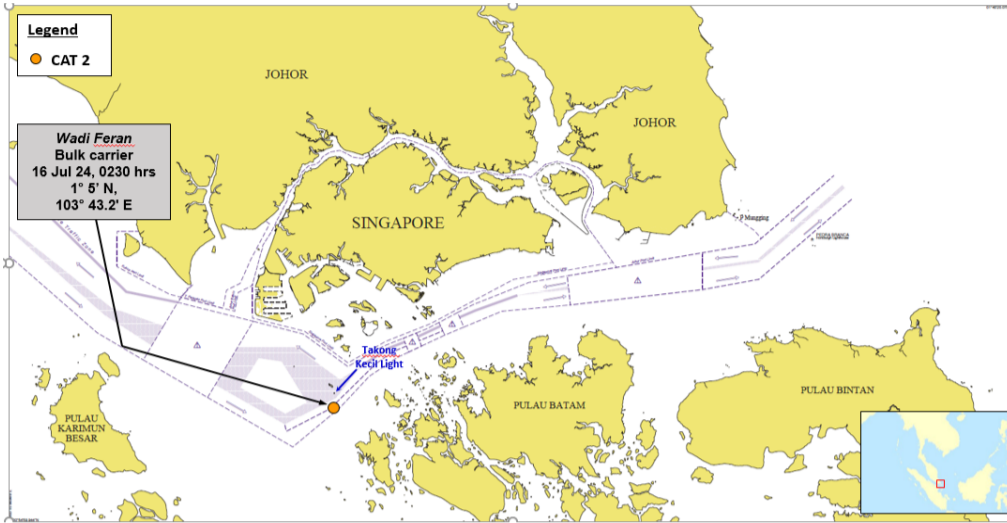 Legend
CAT 2
JOHOR
JOHOR
Wadi Feran
Bulk carrier
16 Jul 24, 0230 hrs
1° 5' N,
103° 43.2' E
SINGAPORE
P Mungging
Takong
Kecil Light
PULAU
KARIMUN
BESAR
PULAU BATAM
PULAU BINTAN